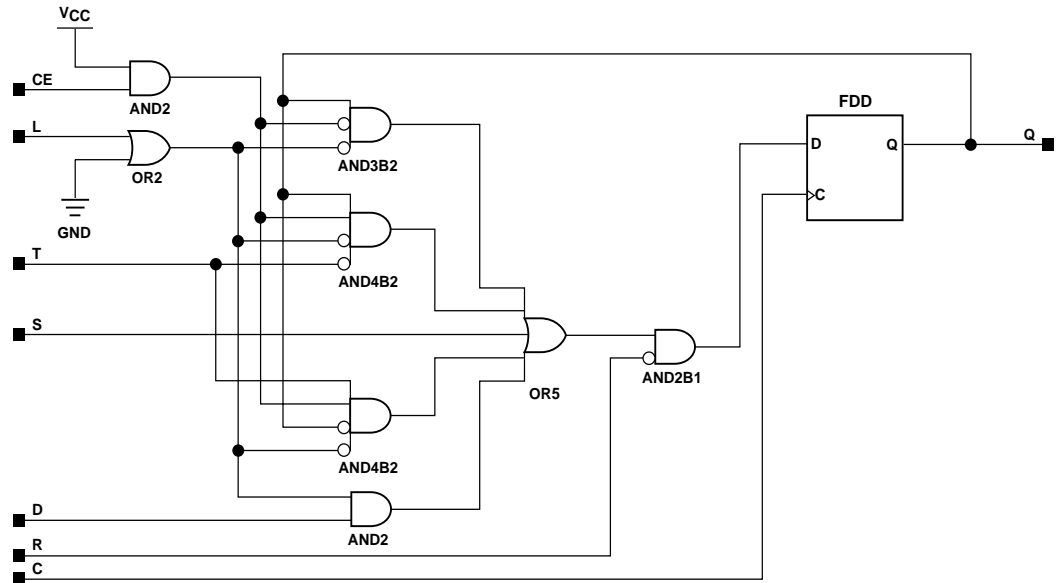 VCC
CE
AND2
L
OR2
GND
AND3B2
FDD
D
Q
C
Q
T
AND4B2
S
OR5
AND2B1
AND4B2
D
AND2
R
C